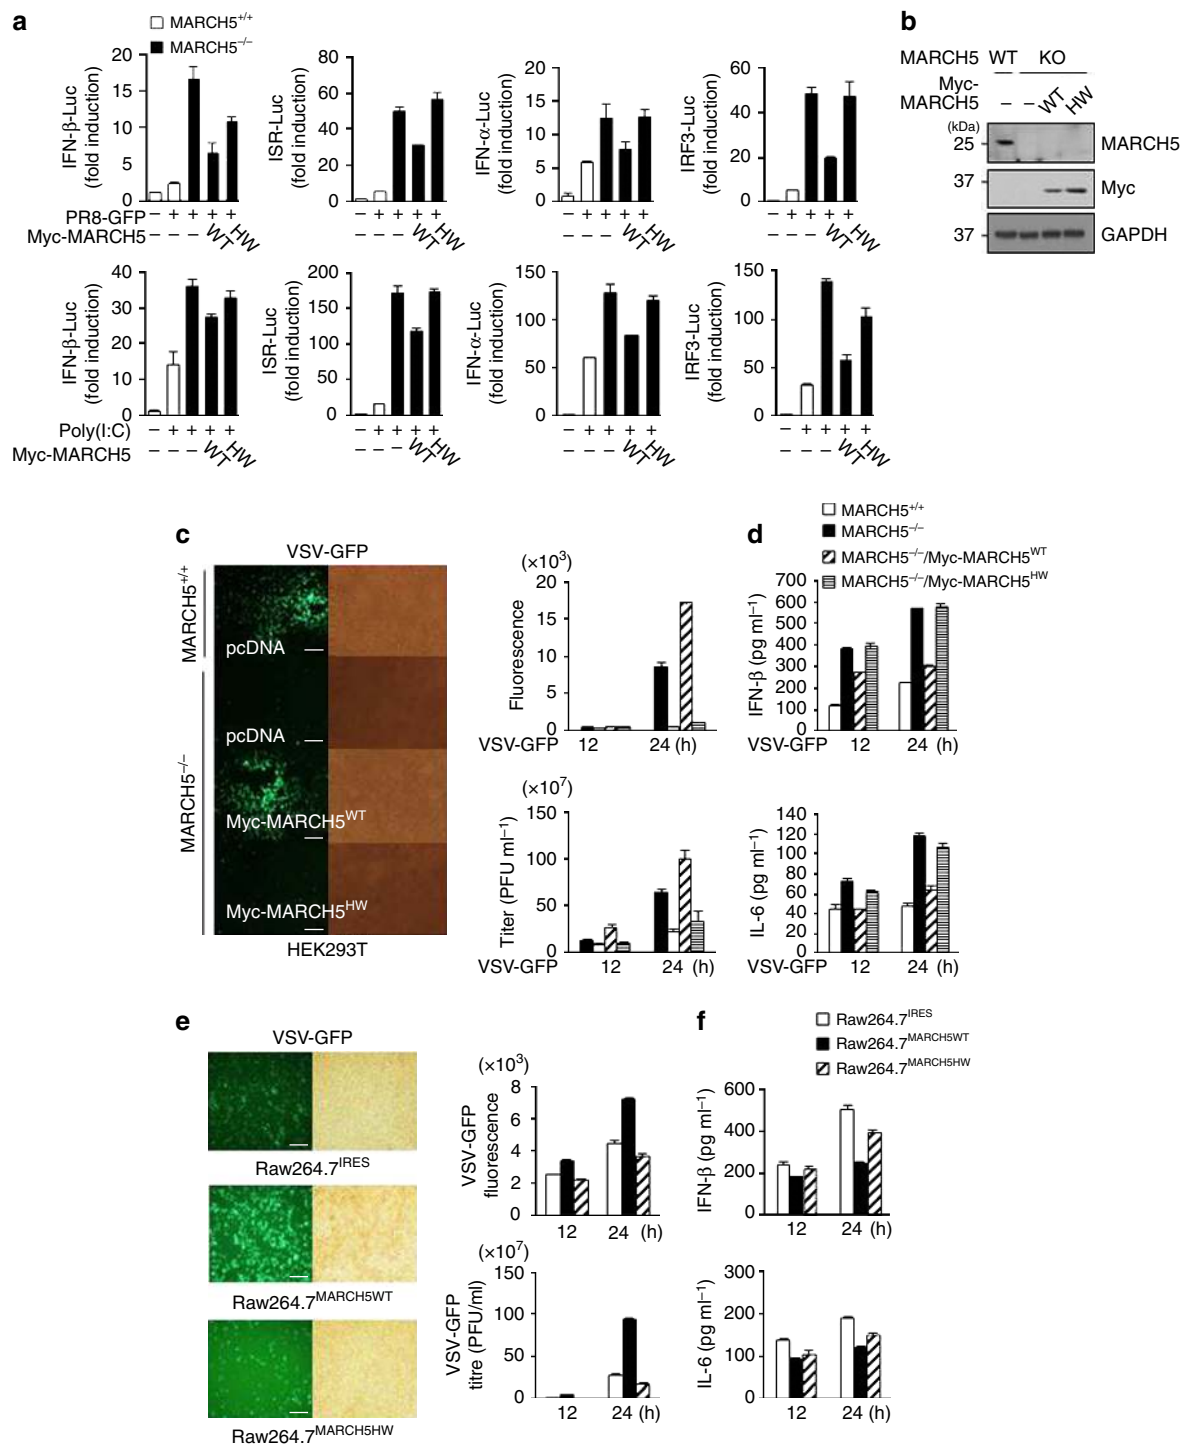 a
MARCH5+/+
MARCH5–/–
IFN-β-Luc
(fold induction)
20
15
10
5
0
ISR-Luc
(fold induction)
80
60
40
20
0
IFN-α-Luc
(fold induction)
20
15
10
5
0
IRF3-Luc
(fold induction)
60
40
20
0
PR8-GFP – + + + + – + + + + – + + + + – + + + +
Myc-MARCH5 – – – WT HW – – – WT HW – – – WT HW – – – WT HW
IFN-β-Luc
(fold induction)
40
30
20
10
0
ISR-Luc
(fold induction)
200
150
100
50
0
IFN-α-Luc
(fold induction)
150
100
50
0
IRF3-Luc
(fold induction)
150
100
50
0
Poly(I:C) – + + + + – + + + + – + + + + – + + + +
Myc-MARCH5 – – – WT HW – – – WT HW – – – WT HW – – – WT HW
b
MARCH5 WT KO
Myc-
MARCH5 – – WT HW
(kDa)
25 MARCH5
37 Myc
37 GAPDH
c
VSV-GFP
MARCH5+/+
pcDNA
MARCH5–/–
pcDNA
Myc-MARCH5WT
Myc-MARCH5HW
HEK293T
(×103)
Fluorescence
20
15
10
5
0
VSV-GFP 12 24 (h)
(×107)
Titer (PFU ml–1)
150
100
50
0
VSV-GFP 12 24 (h)
d
MARCH5+/+
MARCH5–/–
MARCH5–/–/Myc-MARCH5WT
MARCH5–/–/Myc-MARCH5HW
IFN-β (pg ml–1)
700
600
500
400
300
200
100
0
VSV-GFP 12 24 (h)
IL-6 (pg ml–1)
140
120
100
80
60
40
20
0
VSV-GFP 12 24 (h)
e
VSV-GFP
Raw264.7IRES
Raw264.7MARCH5WT
Raw264.7MARCH5HW
(×103)
VSV-GFP
fluorescence
8
6
4
2
0
12 24 (h)
(×107)
VSV-GFP
titre (PFU/ml)
150
100
50
0
12 24 (h)
f
Raw264.7IRES
Raw264.7MARCH5WT
Raw264.7MARCH5HW
IFN-β (pg ml–1)
600
400
200
0
12 24 (h)
IL-6 (pg ml–1)
300
200
100
0
12 24 (h)